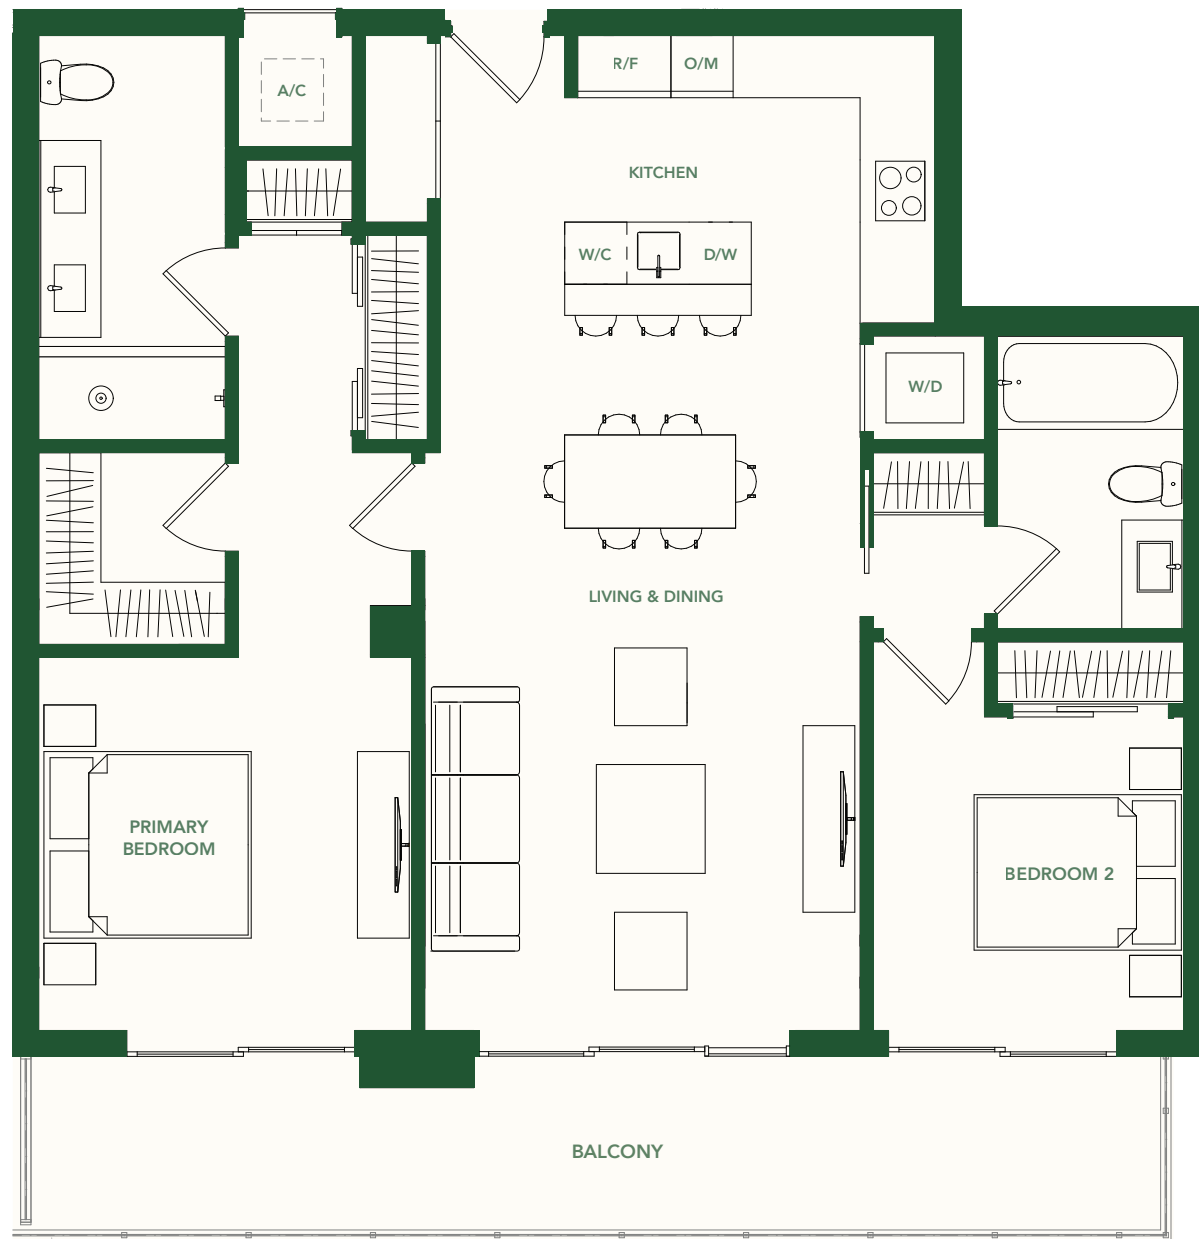 R/F
O/M
A/C
KITCHEN
W/C
D/W
W/D
LIVING & DINING
PRIMARY
BEDROOM
BEDROOM 2
BALCONY